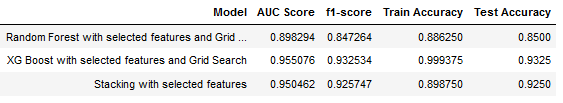 Model AUC Score f1-score Train Accuracy Test Accuracy
Random Forest with selected features and Grid ... 0.898294 0.847264 0.886250 0.8500
XG Boost with selected features and Grid Search 0.955076 0.932534 0.999375 0.9325
Stacking with selected features 0.950462 0.925747 0.898750 0.9250